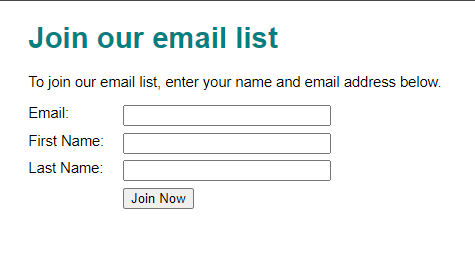 Join our email list
To join our email list, enter your name and email address below.
Email:
First Name:
Last Name:
Join Now